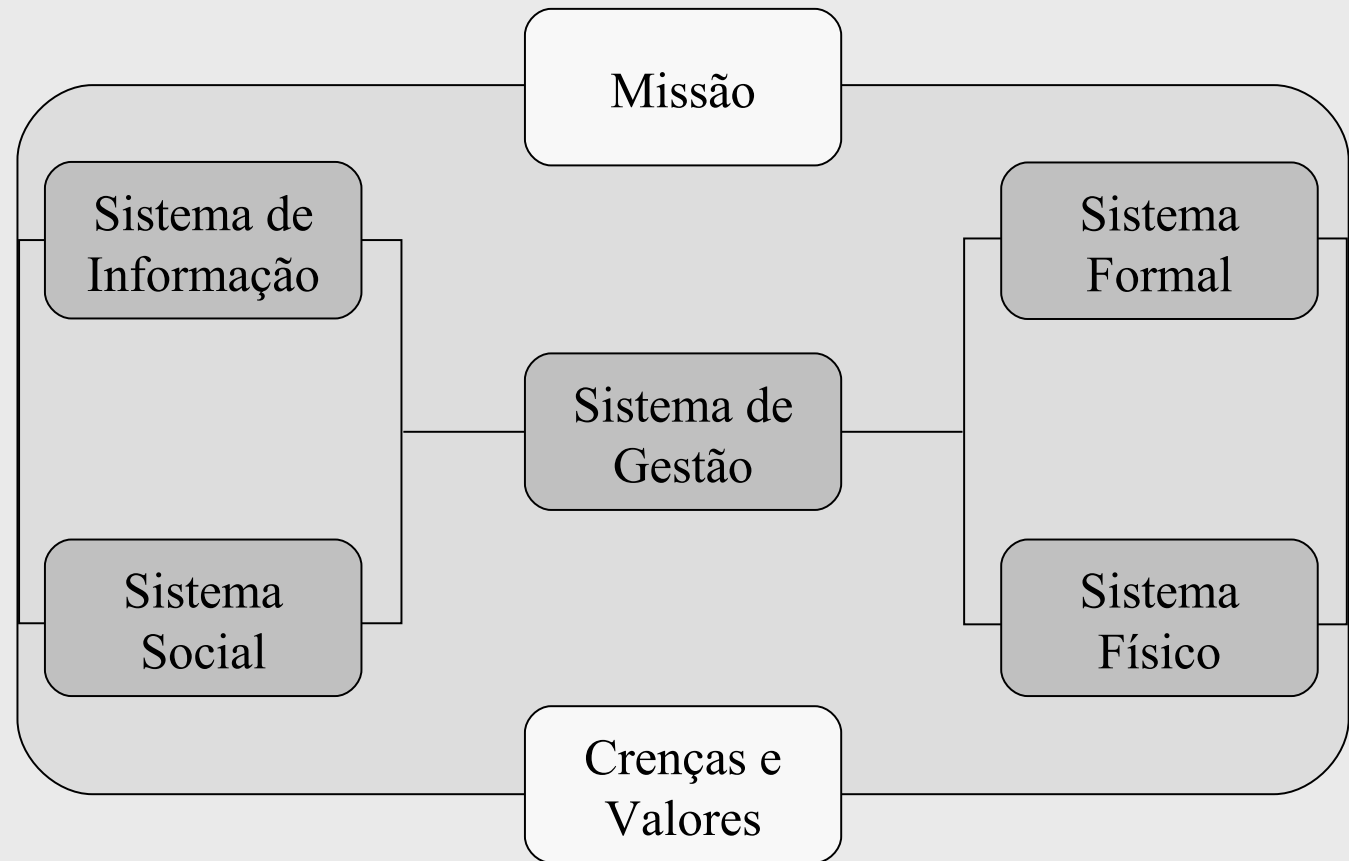 Missão
Sistema de
Informação
Sistema
Formal
Sistema de
Gestão
Sistema
Social
Sistema
Físico
Crenças e
Valores